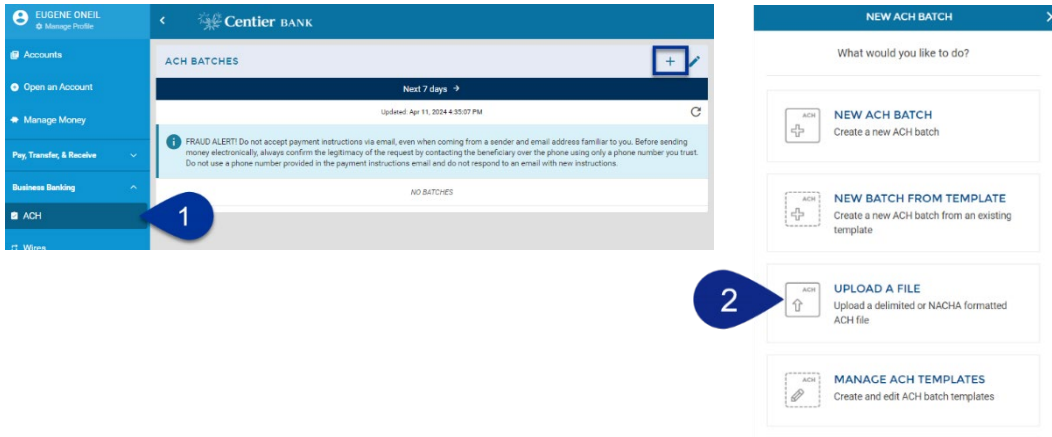 EUGENE ONEIL
Manage Profile
Accounts
Open an Account
Manage Money
Pay, Transfer, & Receive
Business Banking
ACH
Wires
1
Centier BANK
ACH BATCHES
Next 7 days →
Updated: Apr 11, 2024 4:35:07 PM
FRAUD ALERT! Do not accept payment instructions via email, even when coming from a sender and email address familiar to you. Before sending
money electronically, always confirm the legitimacy of the request by contacting the beneficiary over the phone using only a phone number you trust.
Do not use a phone number provided in the payment instructions email and do not respond to an email with new instructions.
NO BATCHES
NEW ACH BATCH
What would you like to do?
ACH
NEW ACH BATCH
Create a new ACH batch
ACH
NEW BATCH FROM TEMPLATE
Create a new ACH batch from an existing
template
2
ACH
UPLOAD A FILE
Upload a delimited or NACHA formatted
ACH file
ACH
MANAGE ACH TEMPLATES
Create and edit ACH batch templates